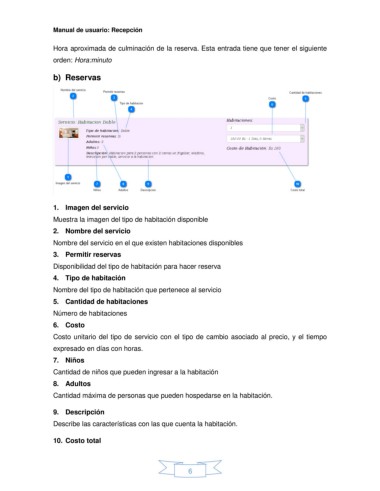 Manual de usuario: Recepción
Hora aproximada de culminación de la reserva. Esta entrada tiene que tener el siguiente
orden: Hora:minuto
b) Reservas
Nombre del servicio
Permitir reservas
Tipo de habitación
Costo
Cantidad de habitaciones
Servicio: Habitacion Doble
Tipo de habitacion: Doble
Permitir reservas: Si
Adultos:
Niños:
Descripcion:
Habitaciones:
1
Costo de Habitación: Bs.
Imagen del servicio
Niños
Adultos
Descripción
Costo total
1. Imagen del servicio
Muestra la imagen del tipo de habitación disponible
2. Nombre del servicio
Nombre del servicio en el que existen habitaciones disponibles
3. Permitir reservas
Disponibilidad del tipo de habitación para hacer reserva
4. Tipo de habitación
Nombre del tipo de habitación que pertenece al servicio
5. Cantidad de habitaciones
Número de habitaciones
6. Costo
Costo unitario del tipo de servicio con el tipo de cambio asociado al precio, y el tiempo
expresado en días con horas.
7. Niños
Cantidad de niños que pueden ingresar a la habitación
8. Adultos
Cantidad máxima de personas que pueden hospedarse en la habitación.
9. Descripción
Describe las características con las que cuenta la habitación.
10. Costo total
6